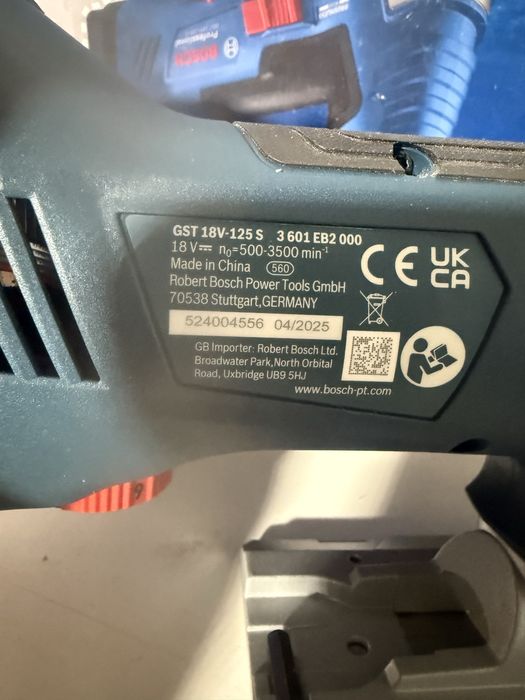 BOSCH
Professional
GST 18V-125 S 3 601 EB2 000
18 V⎓ n₀=500-3500 min⁻¹
Made in China 560
Robert Bosch Power Tools GmbH
70538 Stuttgart,GERMANY
524004556 04/2025
GB Importer: Robert Bosch Ltd.
Broadwater Park,North Orbital
Road, Uxbridge UB9 5HJ
www.bosch-pt.com
CE
UK
CA
6